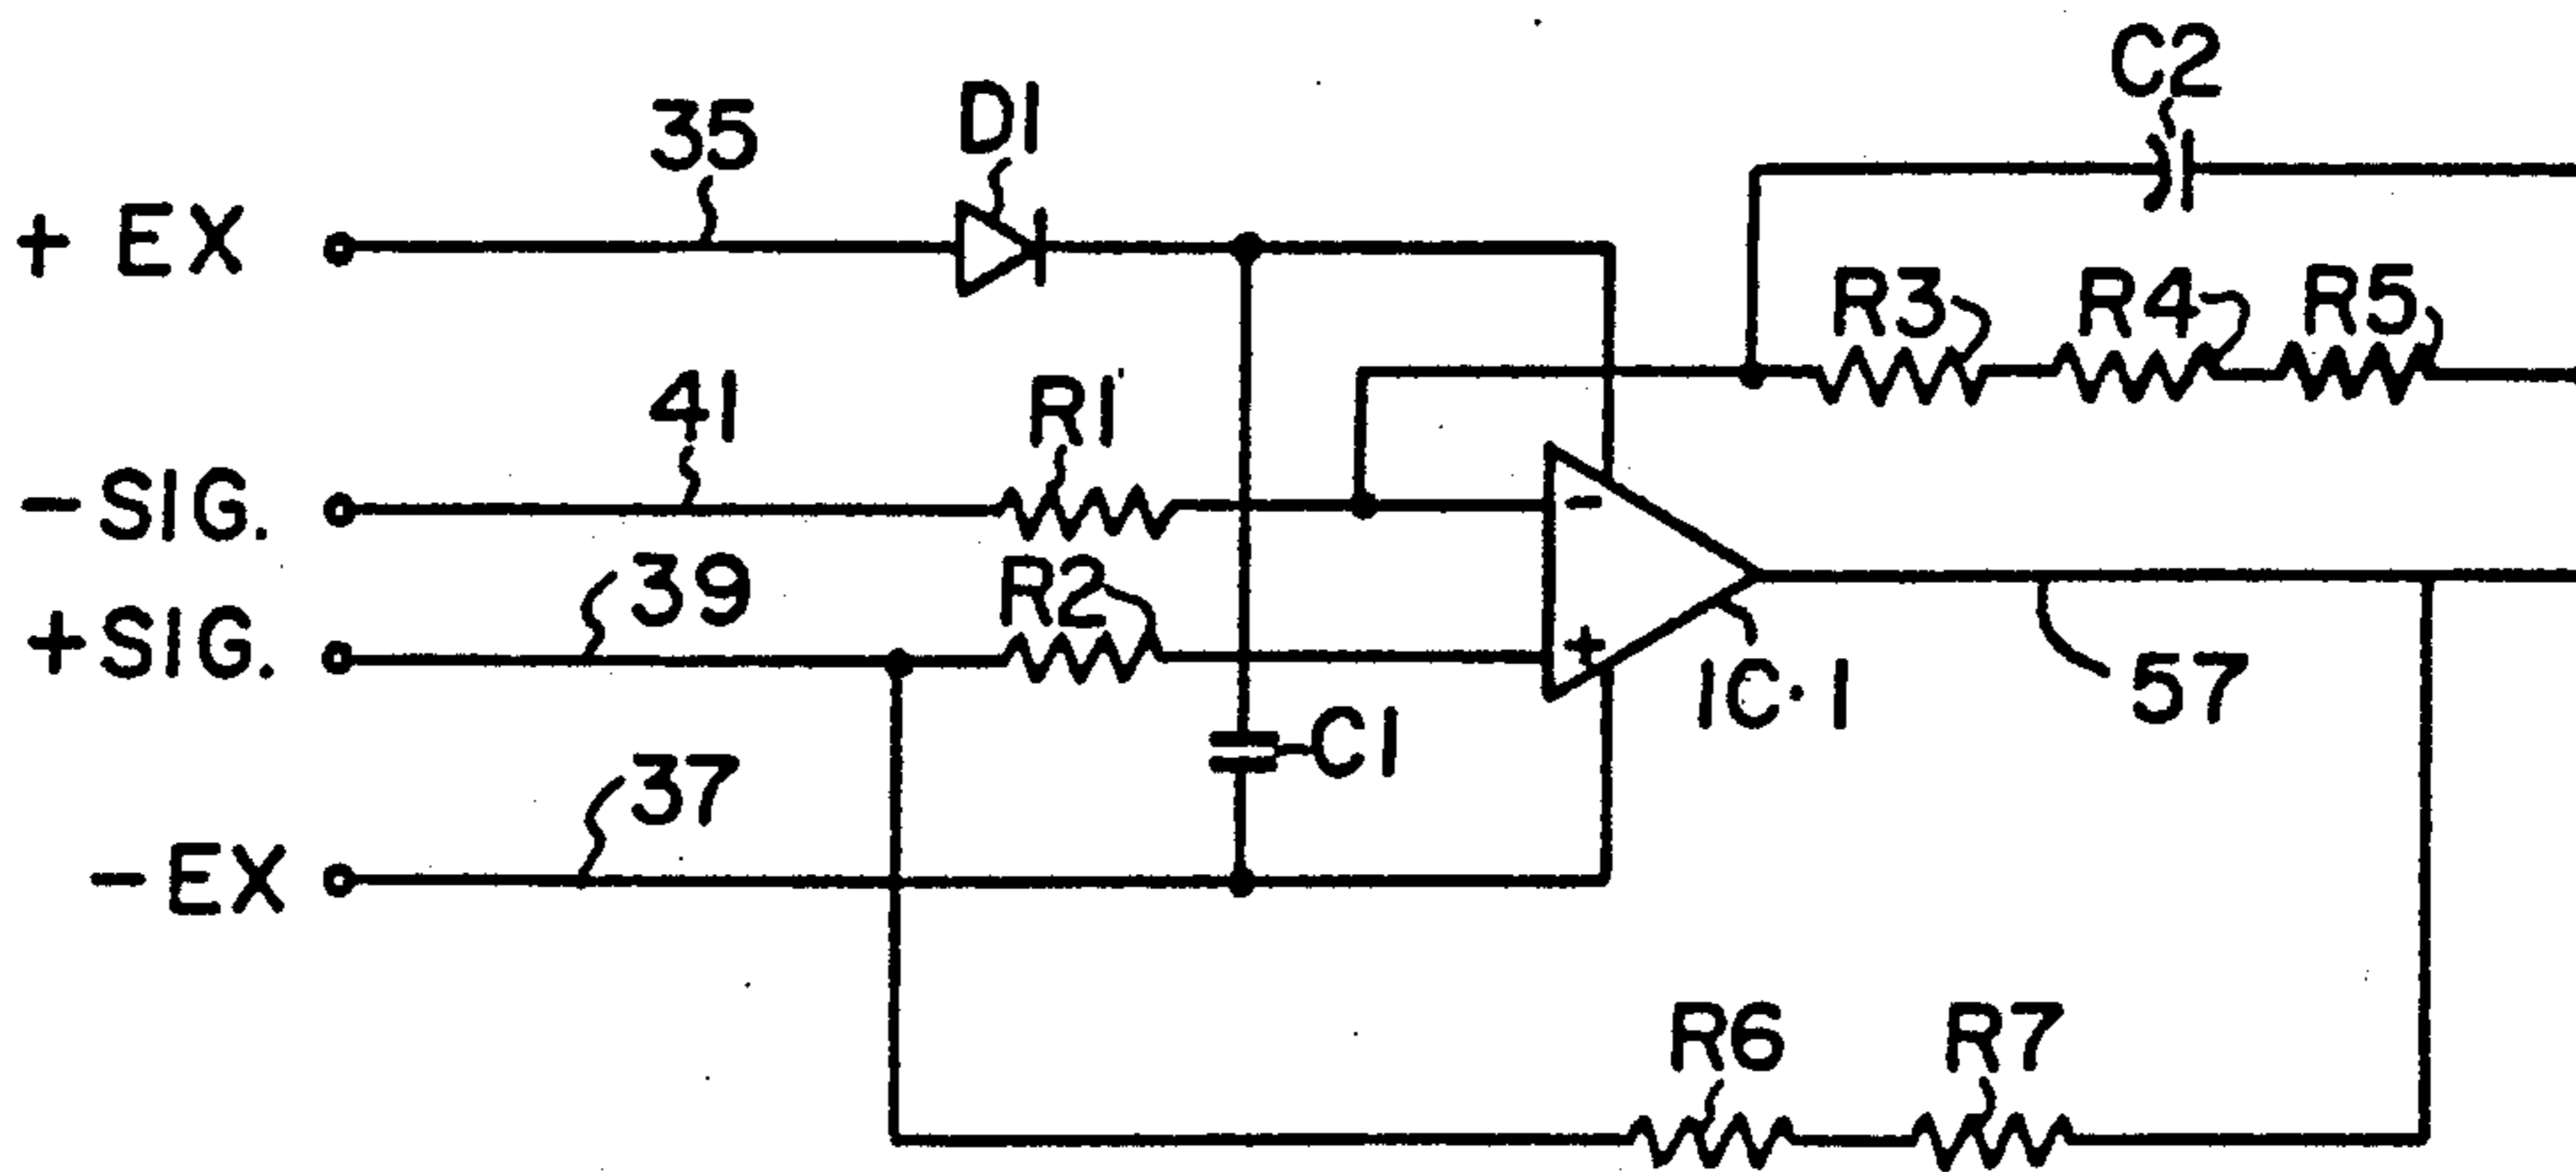 C2
35
D1
+ EX
R3
R4
R5
41
R1
-SIG.
39
R2
+SIG.
-
+
IC·1
57
C1
37
-EX
R6
R7